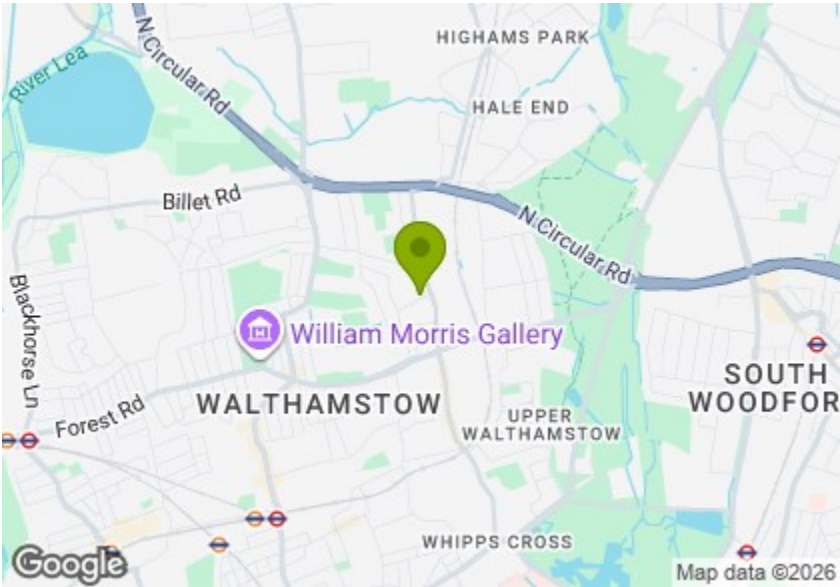 HIGHAMS PARK
N Circular Rd
River Lea
HALE END
Billet Rd
N Circular Rd
Blackhorse Ln
William Morris Gallery
SOUTH
WOODFOR
WALTHAMSTOW
Forest Rd
UPPER
WALTHAMSTOW
WHIPPS CROSS
Google
Map data ©2026